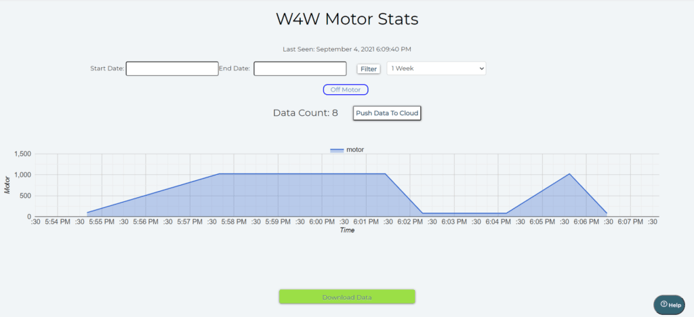 W4W Motor Stats
Last Seen: September 4, 2021 6:09:40 PM
Start Date: End Date: Filter 1 Week
Off Motor
Data Count: 8 Push Data To Cloud
motor
1,500
1,000
500
0
Motor
:30 5:54 PM :30 5:55 PM :30 5:56 PM :30 5:57 PM :30 5:58 PM :30 5:59 PM :30 6:00 PM :30 6:01 PM :30 6:02 PM :30 6:03 PM :30 6:04 PM :30 6:05 PM :30 6:06 PM :30 6:07 PM :30
Time
Download Data
Help